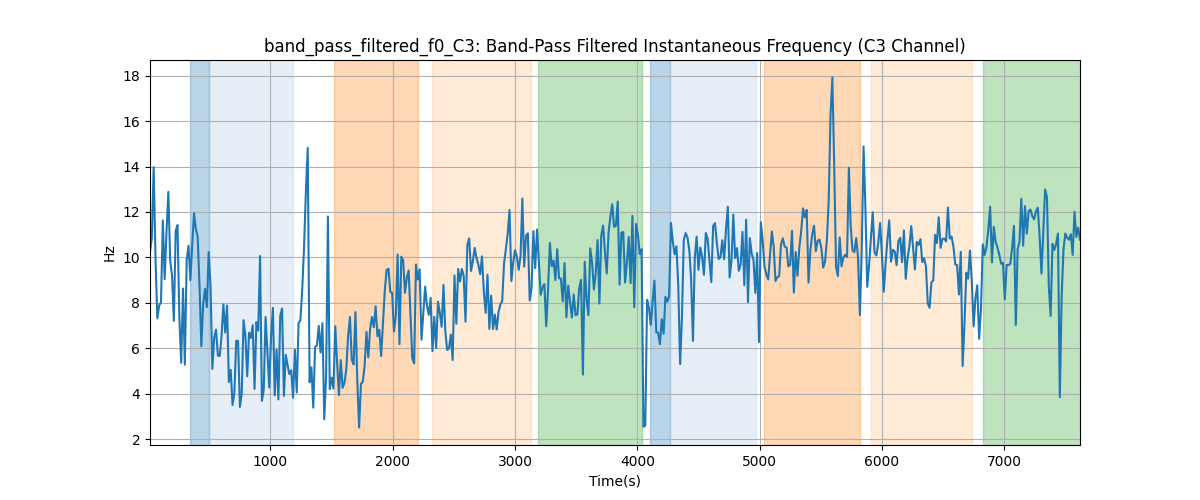 band_pass_filtered_f0_C3: Band-Pass Filtered Instantaneous Frequency (C3 Channel)
18
16
14
12
10
8
6
4
2
Hz
1000 2000 3000 4000 5000 6000 7000
Time(s)